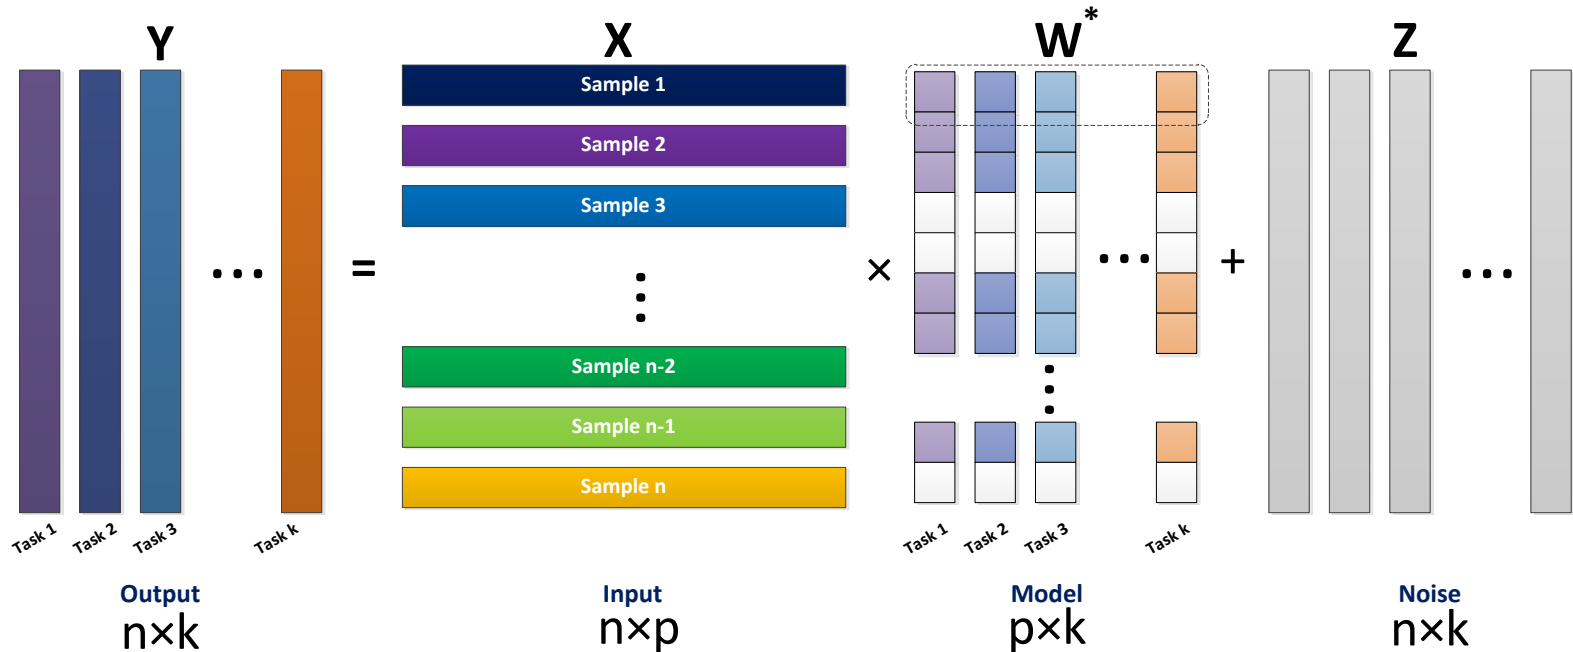 Y
X
W*
Z
Sample 1
Sample 2
Sample 3
...
=
⋮
×
...
+
...
Sample n-2
Sample n-1
Sample n
⋮
Task 1
Task 2
Task 3
Task k
Task 1
Task 2
Task 3
Task k
Output
Input
Model
Noise
n×k
n×p
p×k
n×k